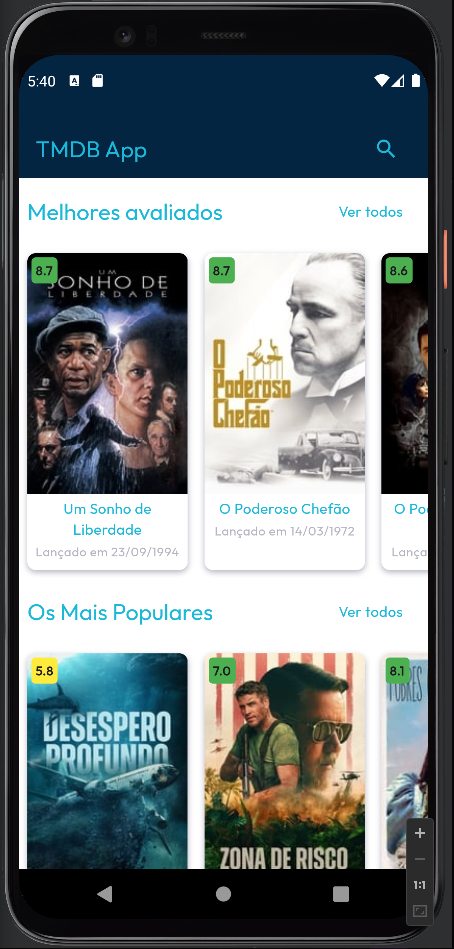 5:40
TMDB App
Melhores avaliados
Ver todos
8.7
UM
SONHO DE
LIBERDADE
Um Sonho de
Liberdade
Lançado em 23/09/1994
8.7
O
Poderoso
Chefão
O Poderoso Chefão
Lançado em 14/03/1972
8.6
O Po
Lança
Os Mais Populares
Ver todos
5.8
DESESPERO
PROFUNDO
7.0
ZONA DE RISCO
8.1
POBRES
1:1